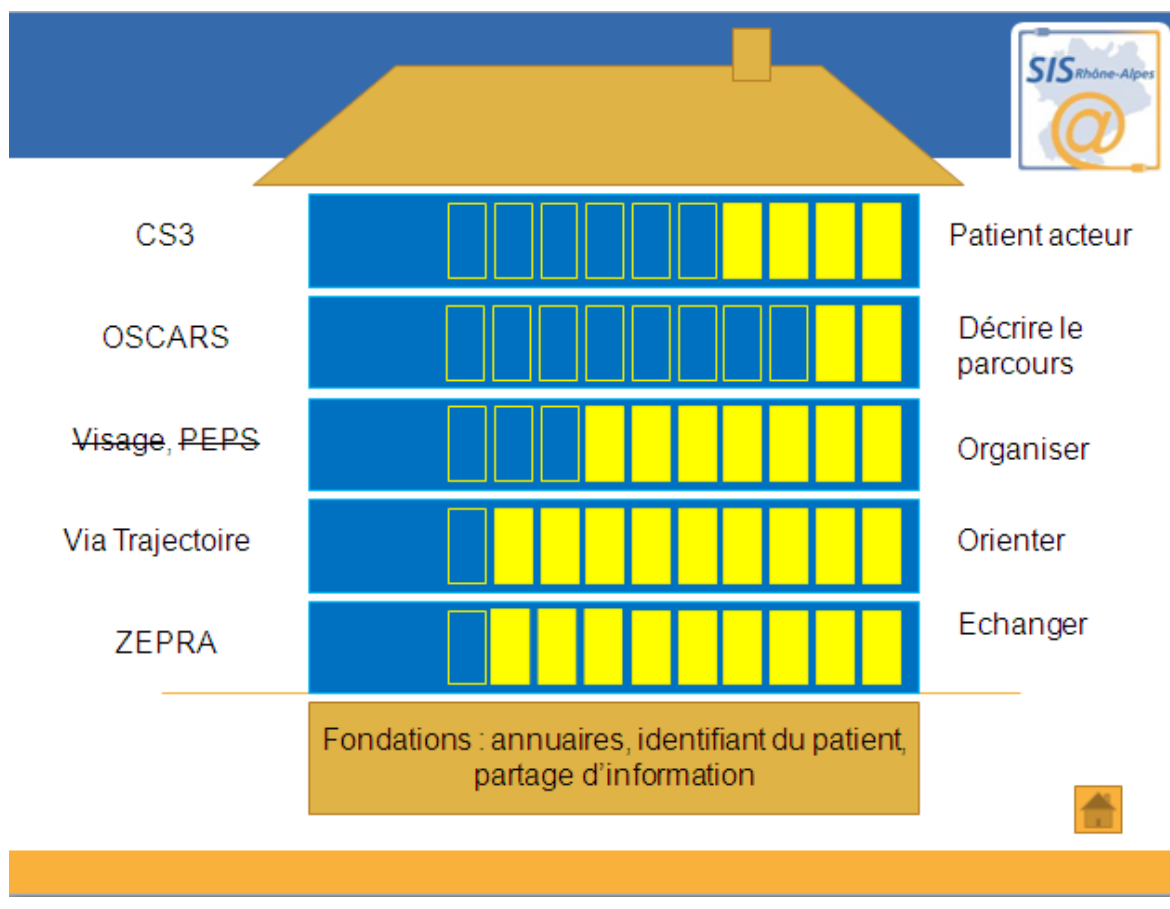 SIS Rhône-Alpes
@
CS3
Patient acteur
OSCARS
Décrire le
parcours
Visage, PEPS
Organiser
Via Trajectoire
Orienter
ZEPRA
Echanger
Fondations : annuaires, identifiant du patient,
partage d’information